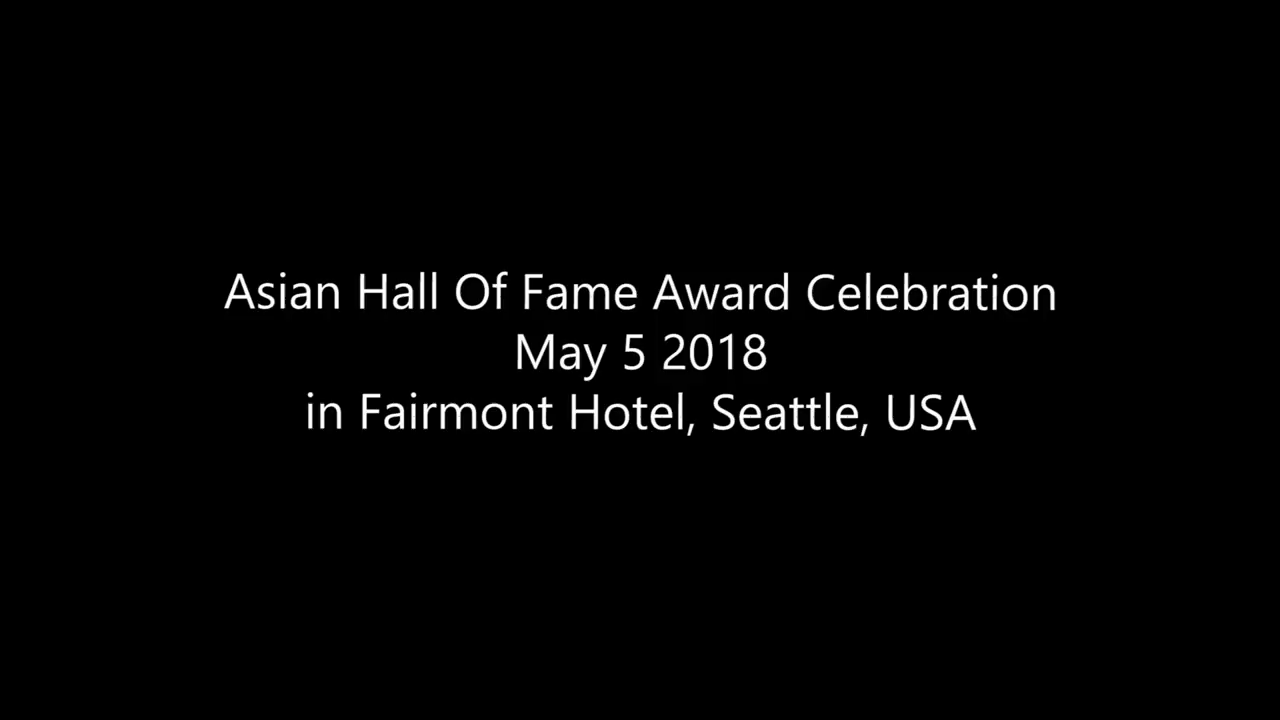 Asian Hall Of Fame Award Celebration
May 5 2018
in Fairmont Hotel, Seattle, USA